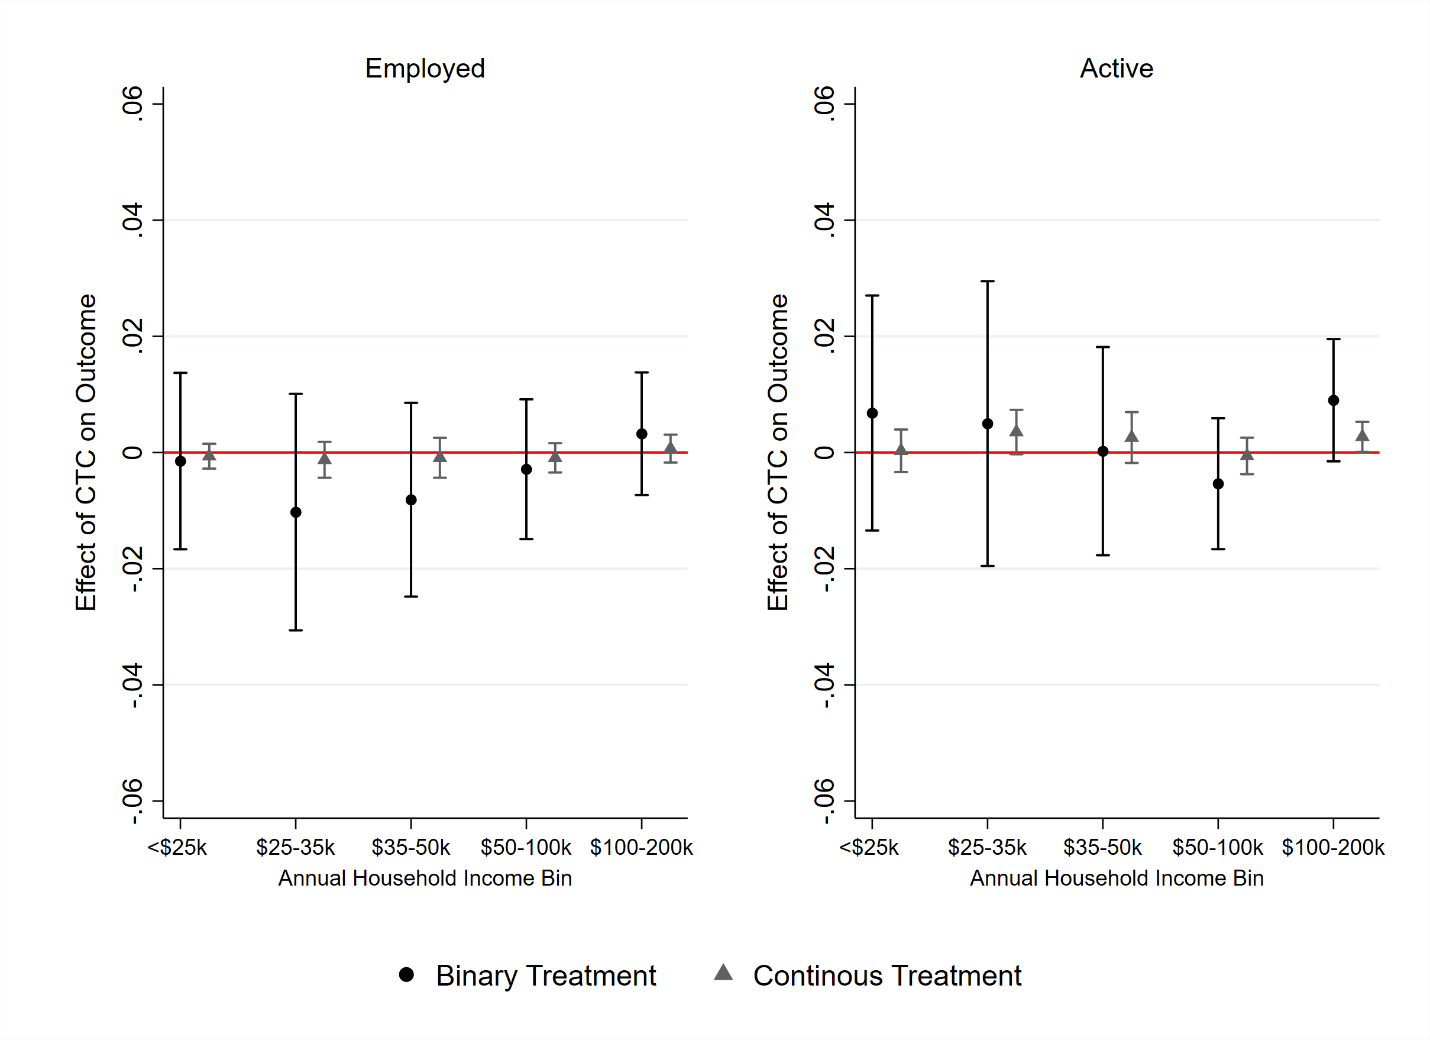 Employed
Effect of CTC on Outcome
.06
.04
.02
0
-.02
-.04
-.06
<$25k $25-35k $35-50k $50-100k $100-200k
Annual Household Income Bin
Active
Effect of CTC on Outcome
.06
.04
.02
0
-.02
-.04
-.06
<$25k $25-35k $35-50k $50-100k $100-200k
Annual Household Income Bin
Binary Treatment Continous Treatment